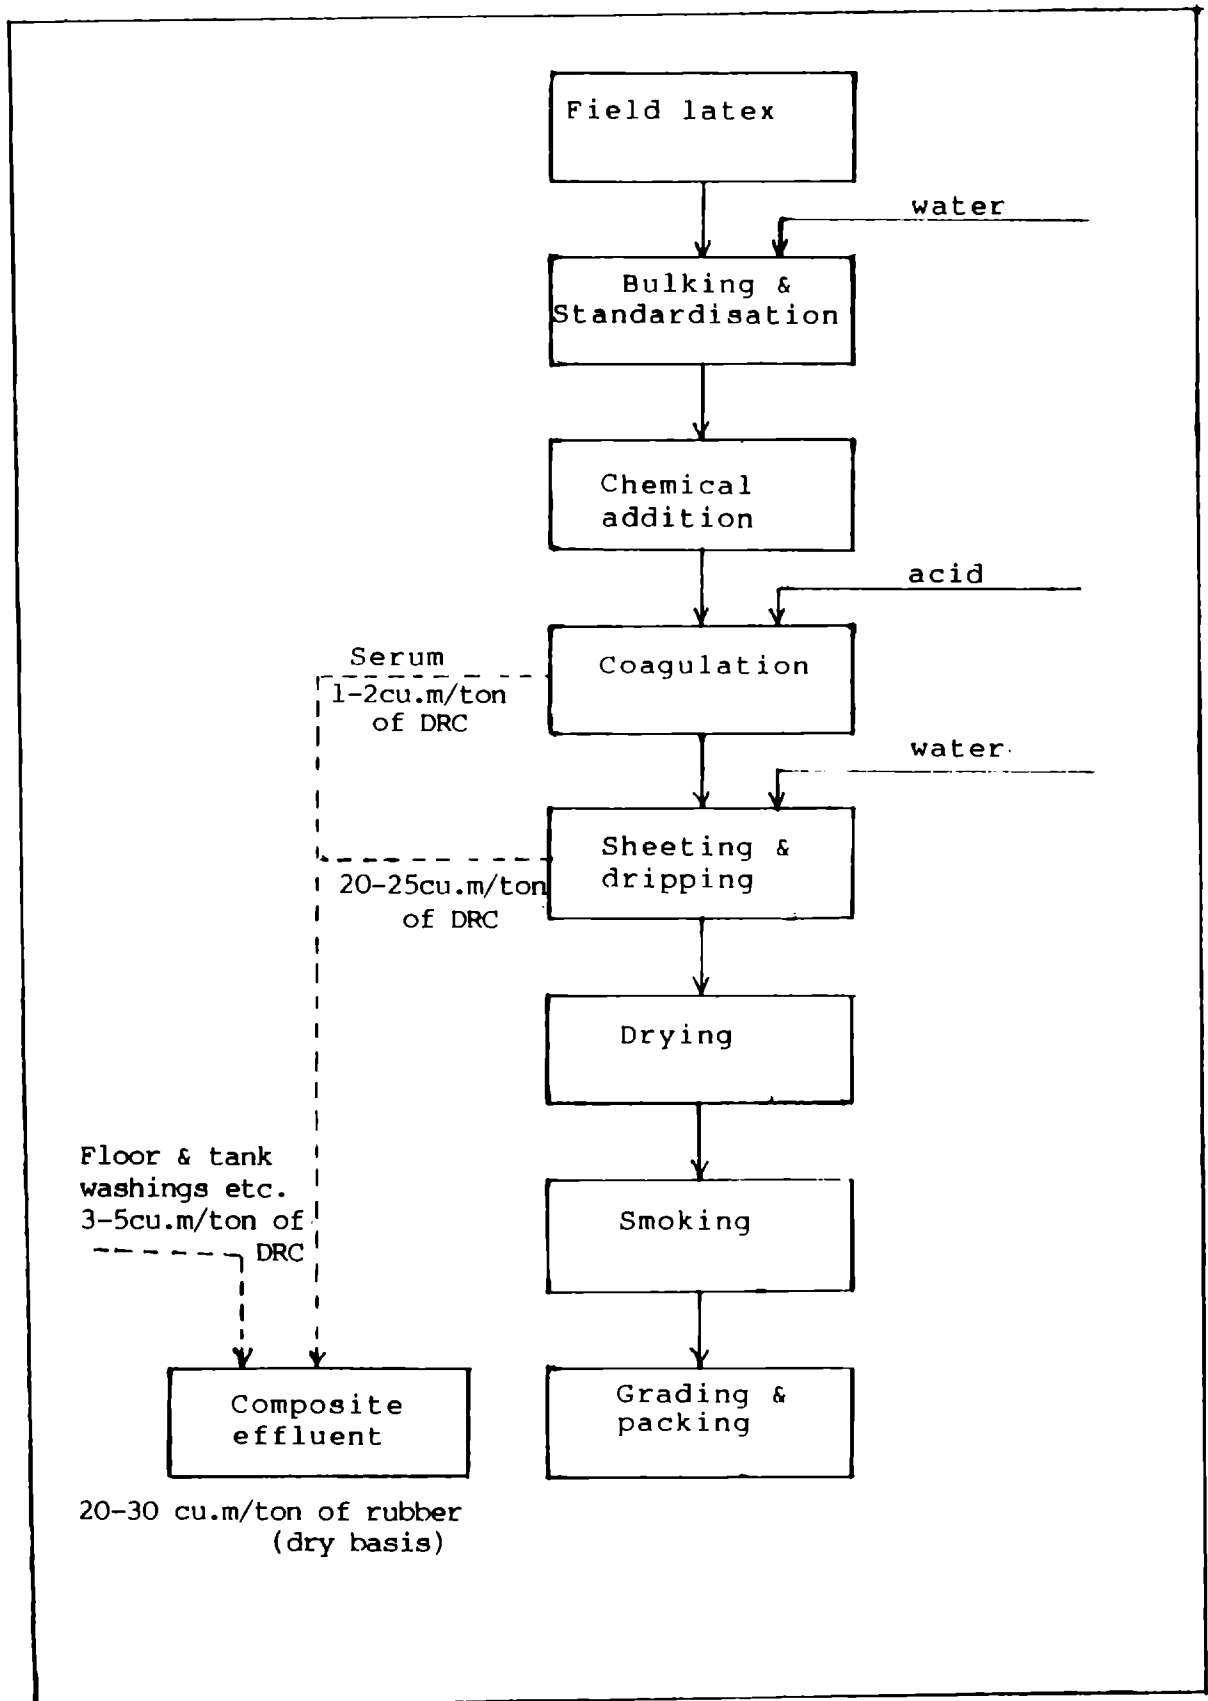 Field latex
water
Bulking &
Standardisation
Chemical
addition
acid
Coagulation
Serum
1-2cu.m/ton
of DRC
water
Sheeting &
dripping
20-25cu.m/ton
of DRC
Drying
Floor & tank
washings etc.
3-5cu.m/ton of
DRC
Smoking
Composite
effluent
Grading &
packing
20-30 cu.m/ton of rubber
(dry basis)